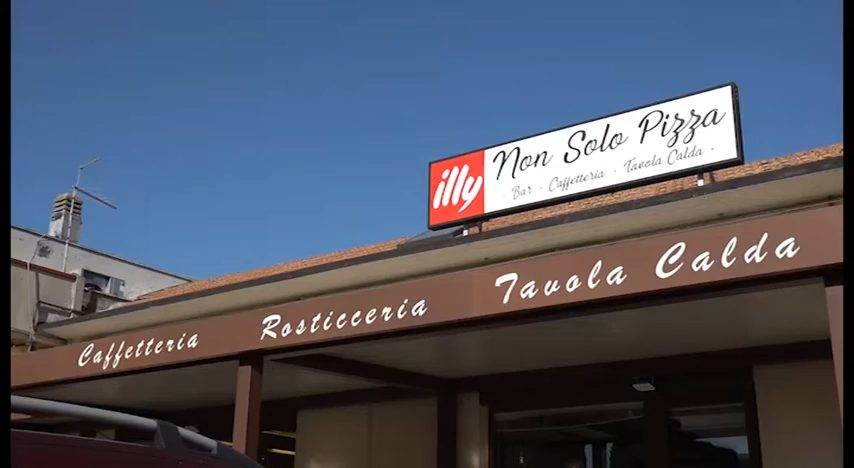 illy
Non Solo Pizza
· Bar · Caffetteria · Tavola Calda ·
Caffetteria Rosticceria Tavola Calda